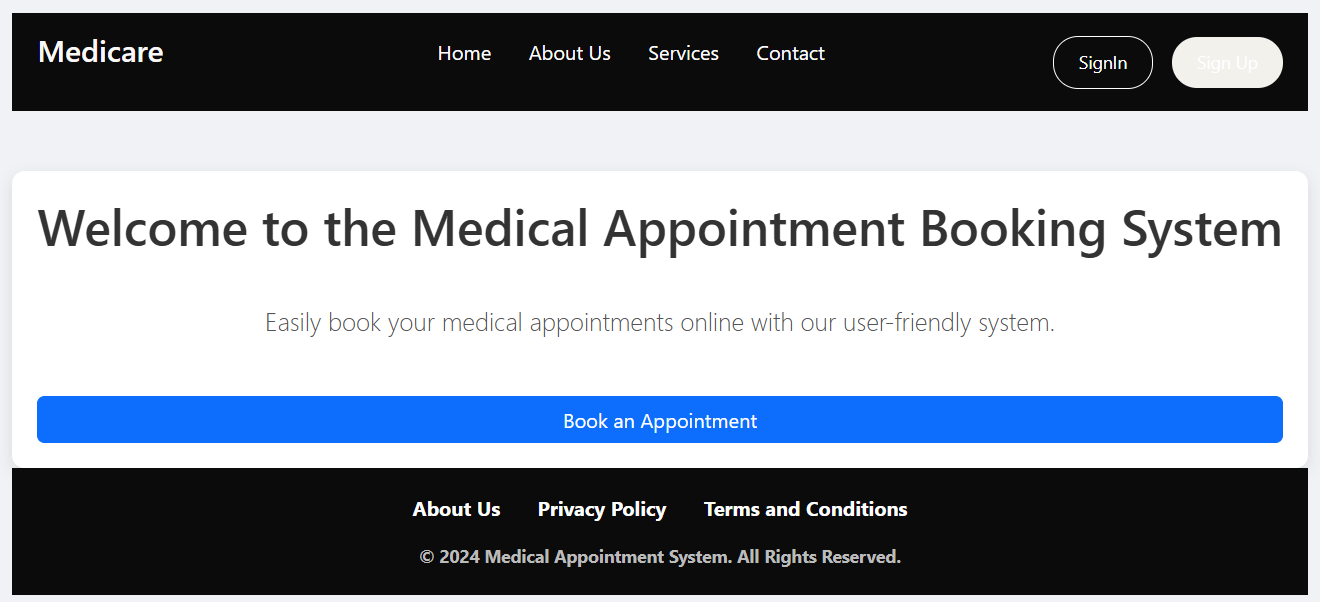 Medicare
Home About Us Services Contact
SignIn Sign Up
Welcome to the Medical Appointment Booking System
Easily book your medical appointments online with our user-friendly system.
Book an Appointment
About Us Privacy Policy Terms and Conditions
© 2024 Medical Appointment System. All Rights Reserved.